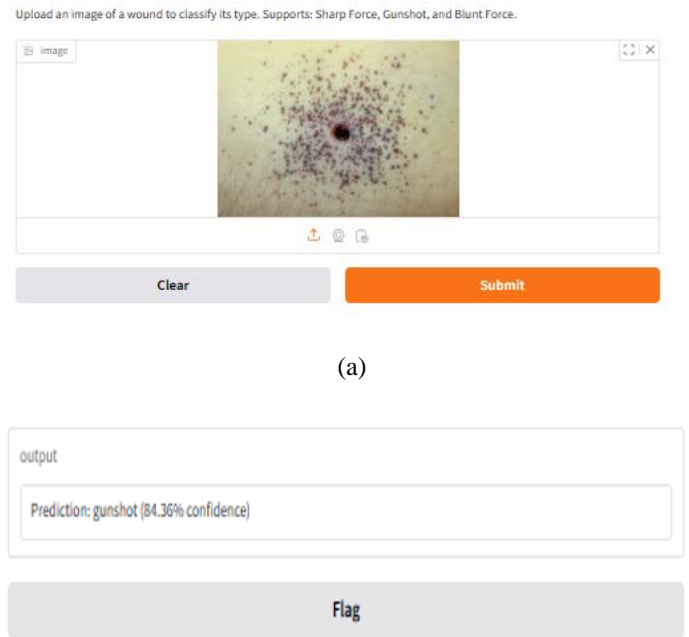 Upload an image of a wound to classify its type. Supports: Sharp Force, Gunshot, and Blunt Force.
image
Clear
Submit
(a)
output
Prediction: gunshot (84.36% confidence)
Flag